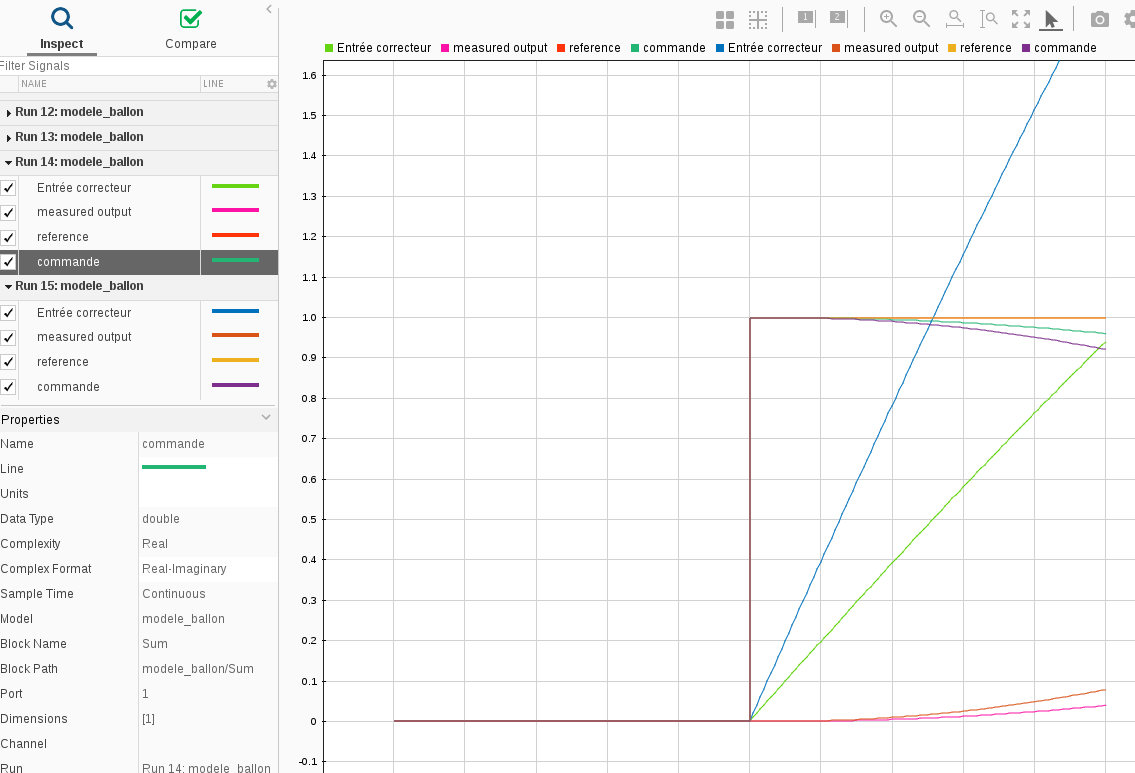 Inspect
Compare
Filter Signals
NAME LINE
Run 12: modele_ballon
Run 13: modele_ballon
Run 14: modele_ballon
Entrée correcteur
measured output
reference
commande
Run 15: modele_ballon
Entrée correcteur
measured output
reference
commande
Properties
Name commande
Line
Units
Data Type double
Complexity Real
Complex Format Real-Imaginary
Sample Time Continuous
Model modele_ballon
Block Name Sum
Block Path modele_ballon/Sum
Port 1
Dimensions [1]
Channel
Run Run 14: modele_ballon
1 2
Entrée correcteur measured output reference commande Entrée correcteur measured output reference commande
1.6
1.5
1.4
1.3
1.2
1.1
1.0
0.9
0.8
0.7
0.6
0.5
0.4
0.3
0.2
0.1
0
-0.1